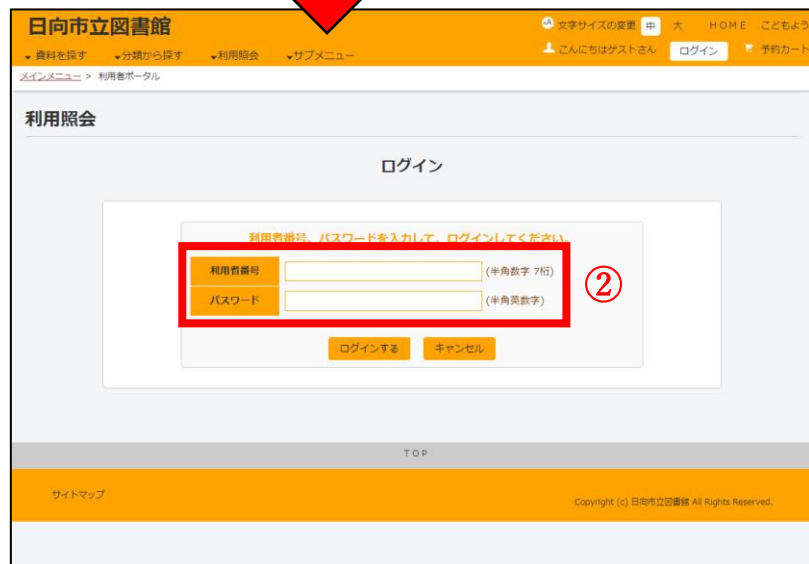 日向市立図書館
文字サイズの変更 中 大 HOME こどもよう
資料を探す 分類から探す 利用照会 サブメニュー
こんにちはゲストさん ログイン 予約カート
メインメニュー > 利用者ポータル
利用照会
ログイン
利用者番号、パスワードを入力して、ログインしてください。
利用者番号 (半角数字 7桁)
パスワード (半角英数字)
②
ログインする キャンセル
TOP
サイトマップ
Copyright (c) 日向市立図書館 All Rights Reserved.